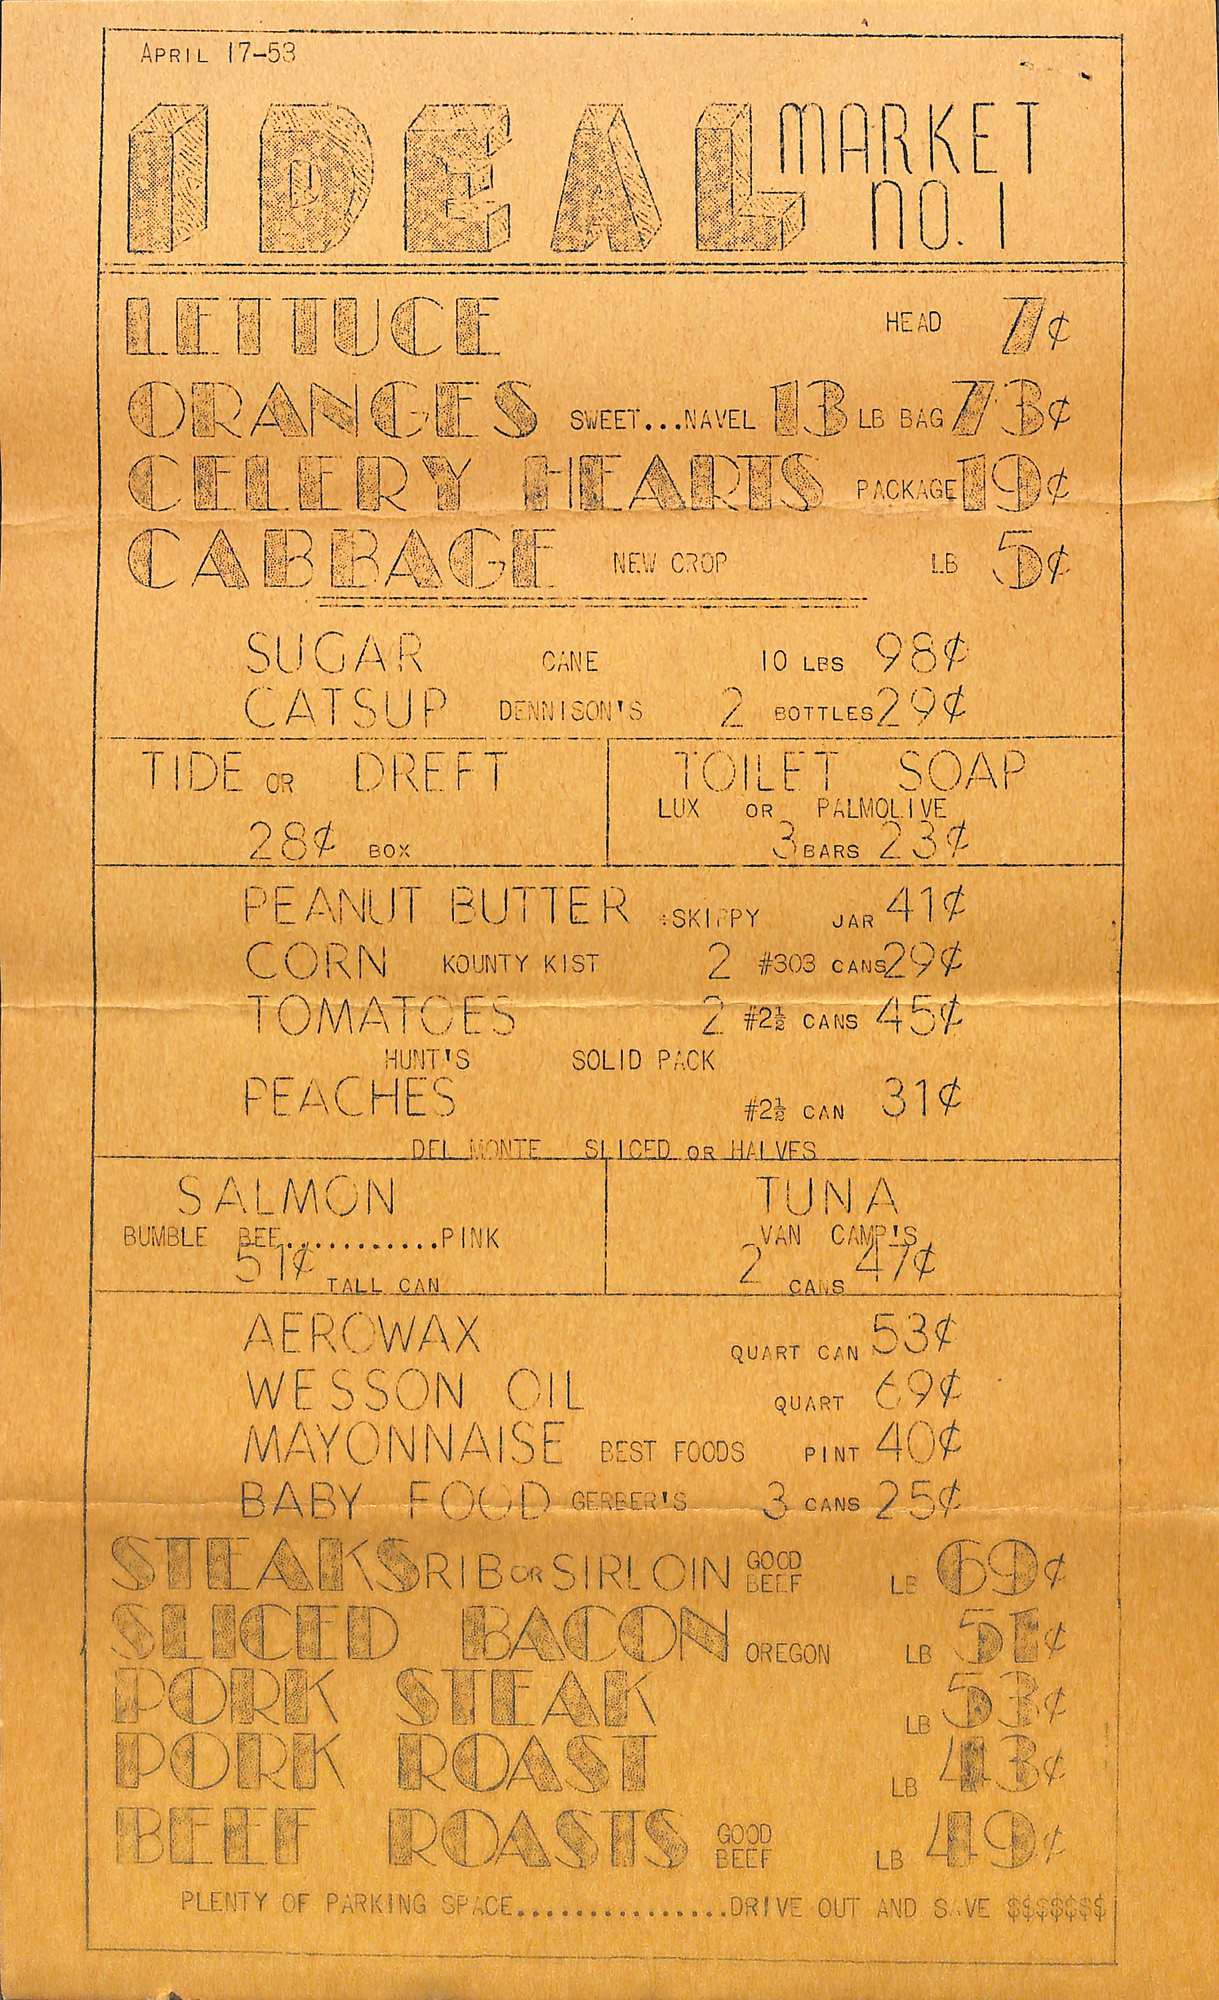 APRIL 17-53
IDEAL MARKET
NO. 1
LETTUCE HEAD 7¢
ORANGES SWEET...NAVEL 13 LB BAG 73¢
CELERY HEARTS PACKAGE 19¢
CABBAGE NEW CROP LB 5¢
SUGAR CANE 10 LBS 98¢
CATSUP DENNISON'S 2 BOTTLES 29¢
TIDE OR DREFT
28¢ BOX
TOILET SOAP
LUX OR PALMOLIVE
3 BARS 23¢
PEANUT BUTTER SKIPPY JAR 41¢
CORN KOUNTY KIST 2 #303 CANS 29¢
TOMATOES 2 #2½ CANS 45¢
HUNT'S SOLID PACK
PEACHES #2½ CAN 31¢
DEL MONTE SLICED OR HALVES
SALMON
BUMBLE BEE...........PINK
51¢ TALL CAN
TUNA
VAN CAMP'S
2 CANS 47¢
AEROWAX QUART CAN 53¢
WESSON OIL QUART 69¢
MAYONNAISE BEST FOODS PINT 40¢
BABY FOOD GERBER'S 3 CANS 25¢
STEAKS RIB OR SIRLOIN GOOD BEEF LB 69¢
SLICED BACON OREGON LB 51¢
PORK STEAK LB 53¢
PORK ROAST LB 43¢
BEEF ROASTS GOOD BEEF LB 49¢
PLENTY OF PARKING SPACE................DRIVE OUT AND SAVE $$$$$$$